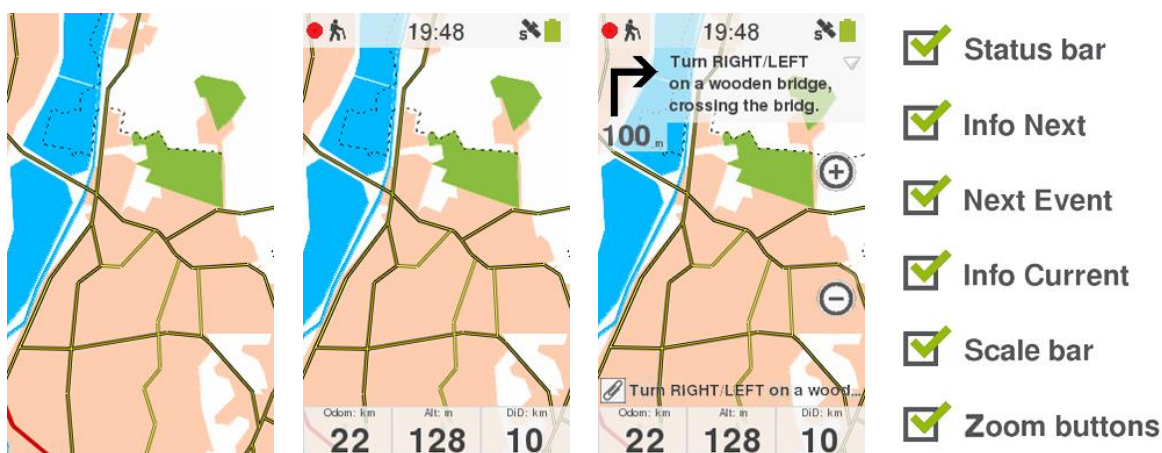 19:48
S
Odom: km
Alt: m
DiD: km
22
128
10
19:48
S
Turn RIGHT/LEFT
on a wooden bridge,
crossing the bridg.
100 m
Turn RIGHT/LEFT on a wood...
Odom: km
Alt: m
DiD: km
22
128
10
Status bar
Info Next
Next Event
Info Current
Scale bar
Zoom buttons